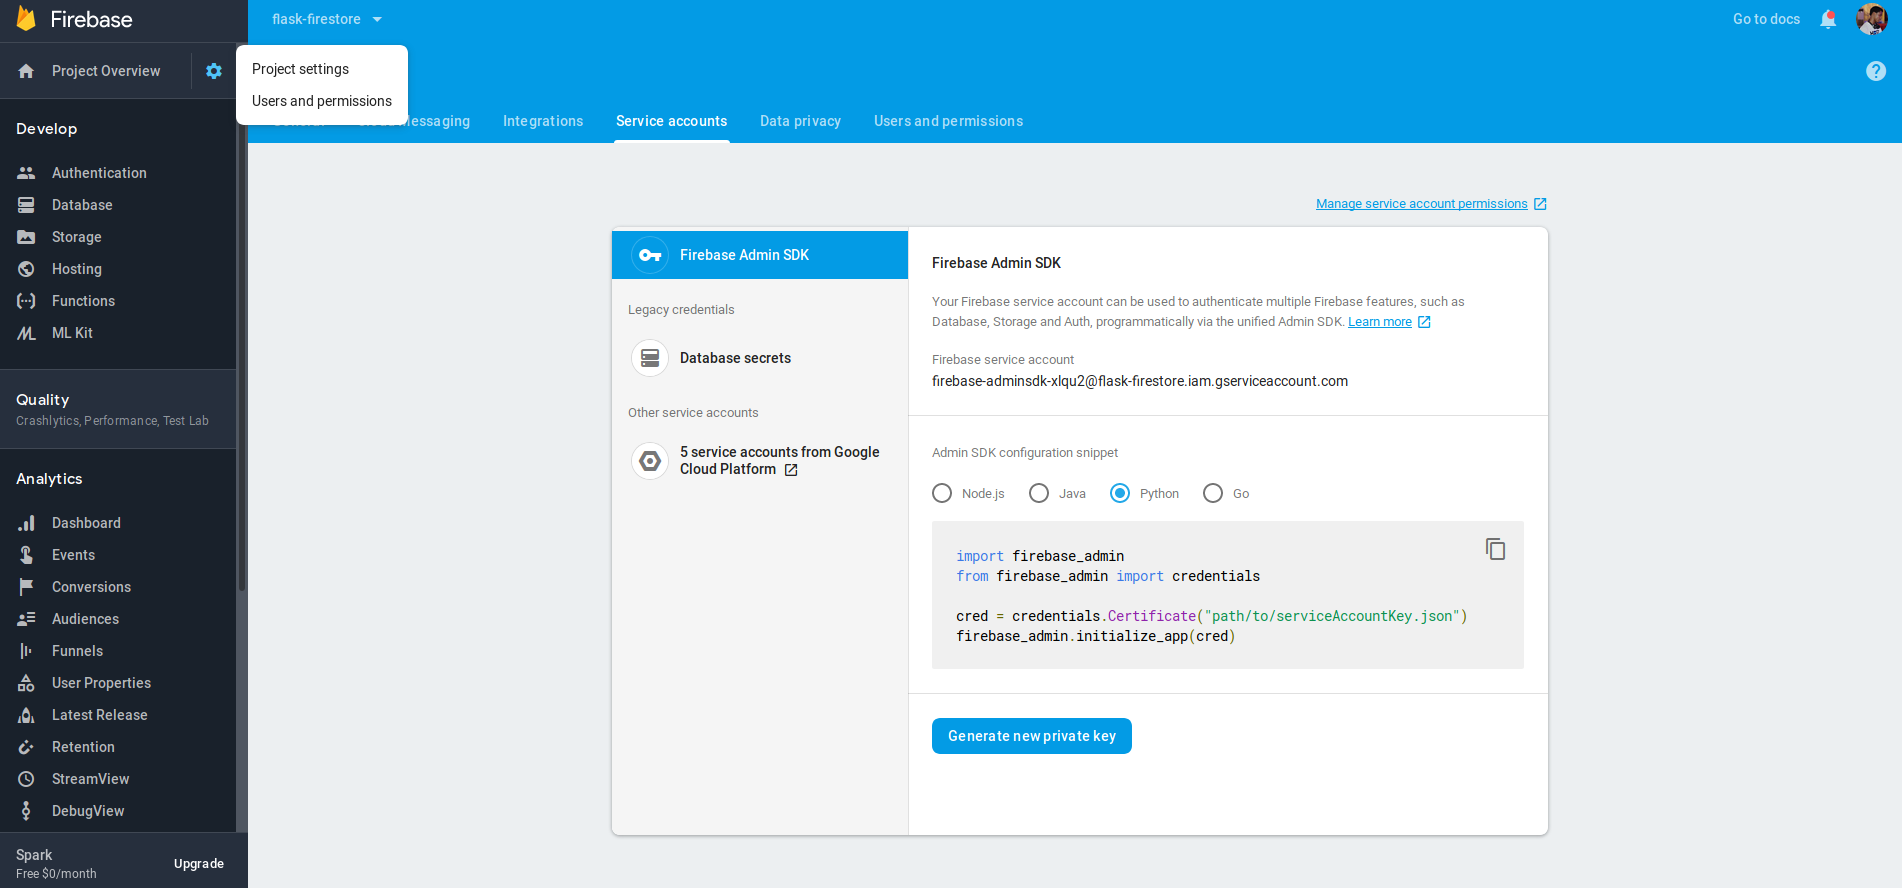 Firebase
flask-firestore
Go to docs
Project Overview
Project settings
Users and permissions
Integrations
Service accounts
Data privacy
Users and permissions
Develop
Authentication
Database
Storage
Hosting
Functions
ML Kit
Quality
Crashlytics, Performance, Test Lab
Analytics
Dashboard
Events
Conversions
Audiences
Funnels
User Properties
Latest Release
Retention
StreamView
DebugView
Spark
Free $0/month
Upgrade
Manage service account permissions
Firebase Admin SDK
Legacy credentials
Database secrets
Other service accounts
5 service accounts from Google
Cloud Platform
Firebase Admin SDK
Your Firebase service account can be used to authenticate multiple Firebase features, such as
Database, Storage and Auth, programmatically via the unified Admin SDK. Learn more
Firebase service account
firebase-adminsdk-xlqu2@flask-firestore.iam.gserviceaccount.com
Admin SDK configuration snippet
Node.js
Java
Python
Go
import firebase_admin
from firebase_admin import credentials
cred = credentials.Certificate("path/to/serviceAccountKey.json")
firebase_admin.initialize_app(cred)
Generate new private key